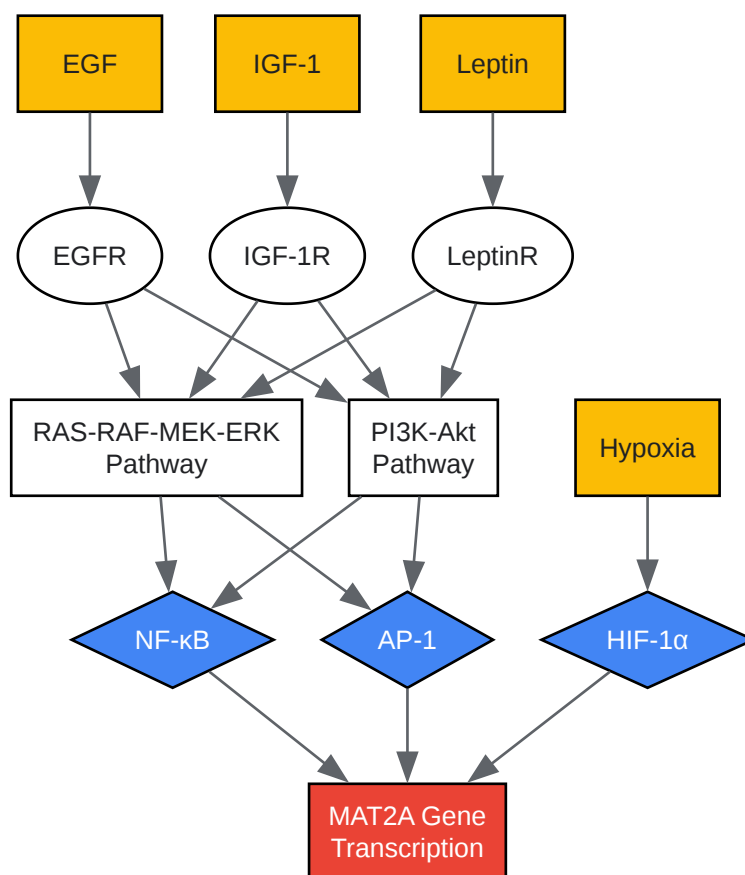 EGF
IGF-1
Leptin
EGFR
IGF-1R
LeptinR
RAS-RAF-MEK-ERK
Pathway
PI3K-Akt
Pathway
Hypoxia
NF-κB
AP-1
HIF-1α
MAT2A Gene
Transcription